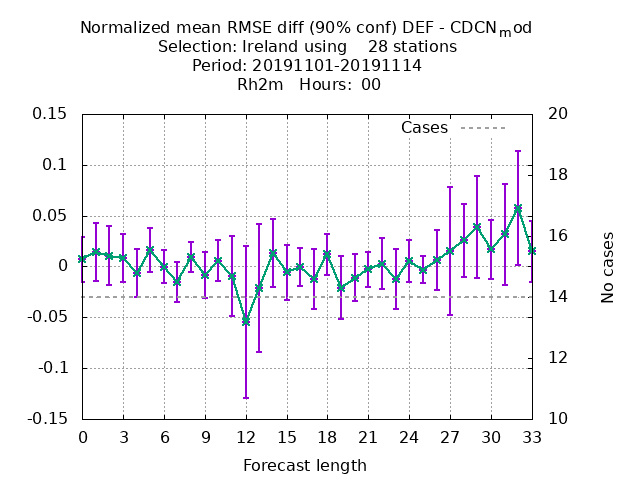 Normalized mean RMSE diff (90% conf) DEF - CDCNmod
Selection: Ireland using 28 stations
Period: 20191101-20191114
Rh2m Hours: 00
0.15
0.1
0.05
0
-0.05
-0.1
-0.15
Cases
20
18
16
14
12
10
No cases
0 3 6 9 12 15 18 21 24 27 30 33
Forecast length